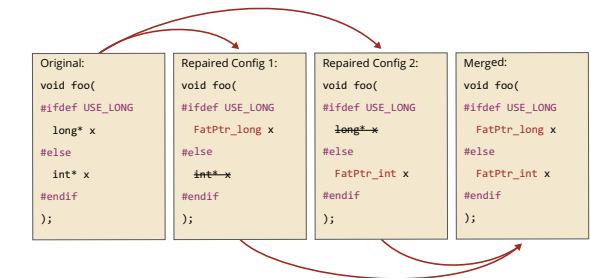 Original:
void foo(
#ifdef USE_LONG
long* x
#else
int* x
#endif
);
Repaired Config 1:
void foo(
#ifdef USE_LONG
FatPtr_long x
#else
int* x
#endif
);
Repaired Config 2:
void foo(
#ifdef USE_LONG
long* x
#else
FatPtr_int x
#endif
);
Merged:
void foo(
#ifdef USE_LONG
FatPtr_long x
#else
FatPtr_int x
#endif
);